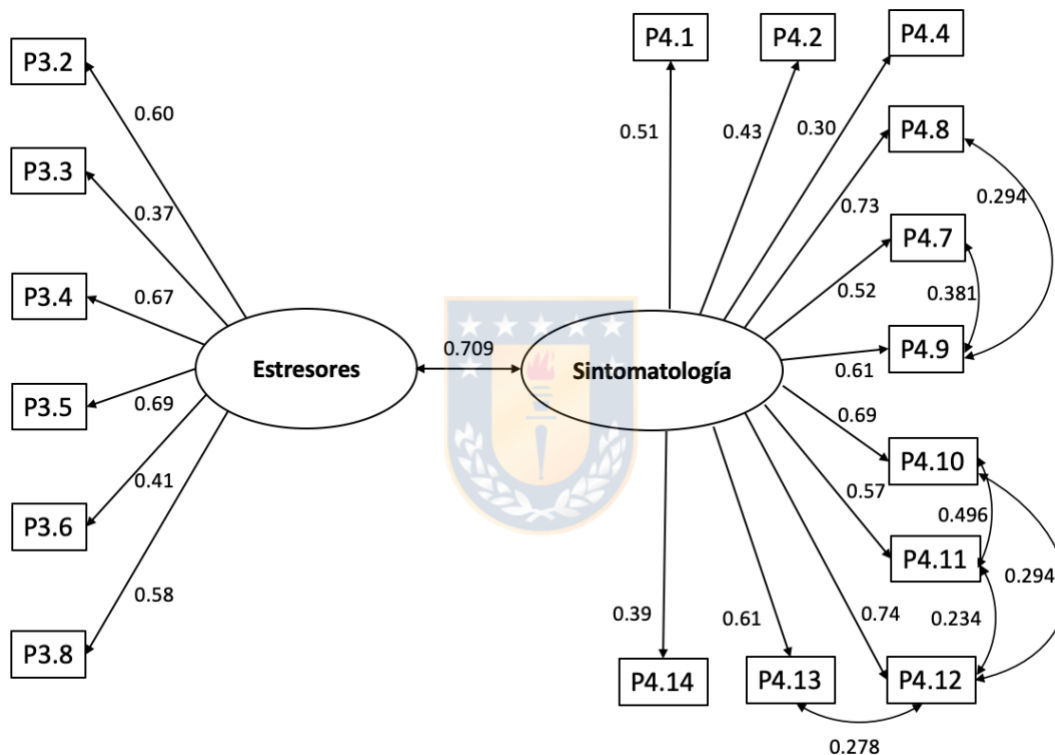 P4.1
P4.2
P4.4
P3.2
0.60
0.51
0.43
0.30
P4.8
P3.3
0.37
0.73
0.294
P4.7
P3.4
0.67
0.52
0.381
Estresores
0.709
Sintomatología
P4.9
0.61
P3.5
0.69
0.69
P4.10
0.41
0.57
0.496
P3.6
P4.11
0.294
0.58
0.39
0.61
0.74
0.234
P3.8
P4.14
P4.13
P4.12
0.278